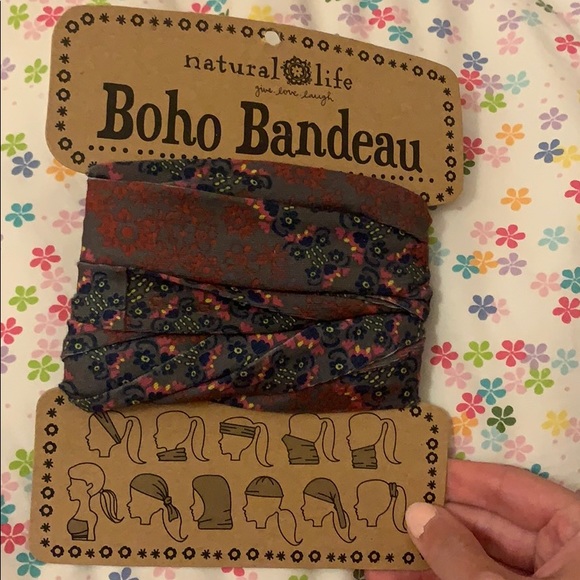 natural life
give love laugh
Boho Bandeau